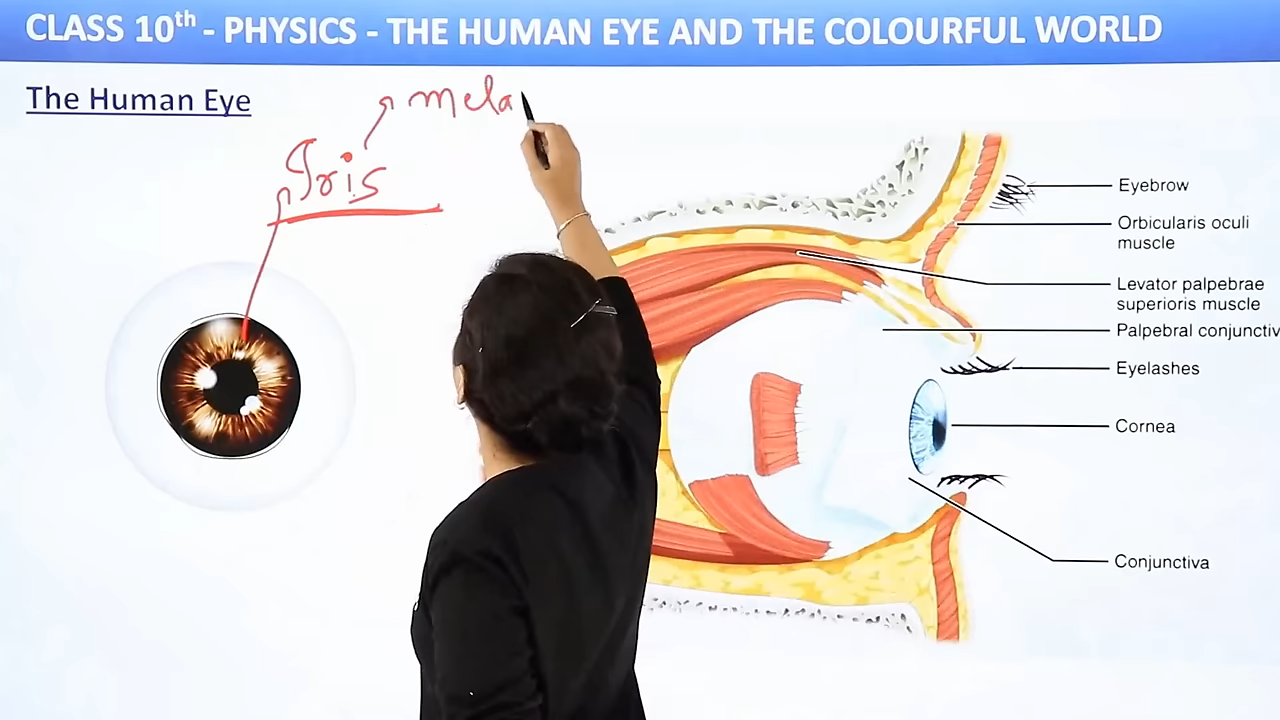 CLASS 10th - PHYSICS - THE HUMAN EYE AND THE COLOURFUL WORLD
The Human Eye
mela
Iris
Eyebrow
Orbicularis oculi
muscle
Levator palpebrae
superioris muscle
Palpebral conjunctiv
Eyelashes
Cornea
Conjunctiva